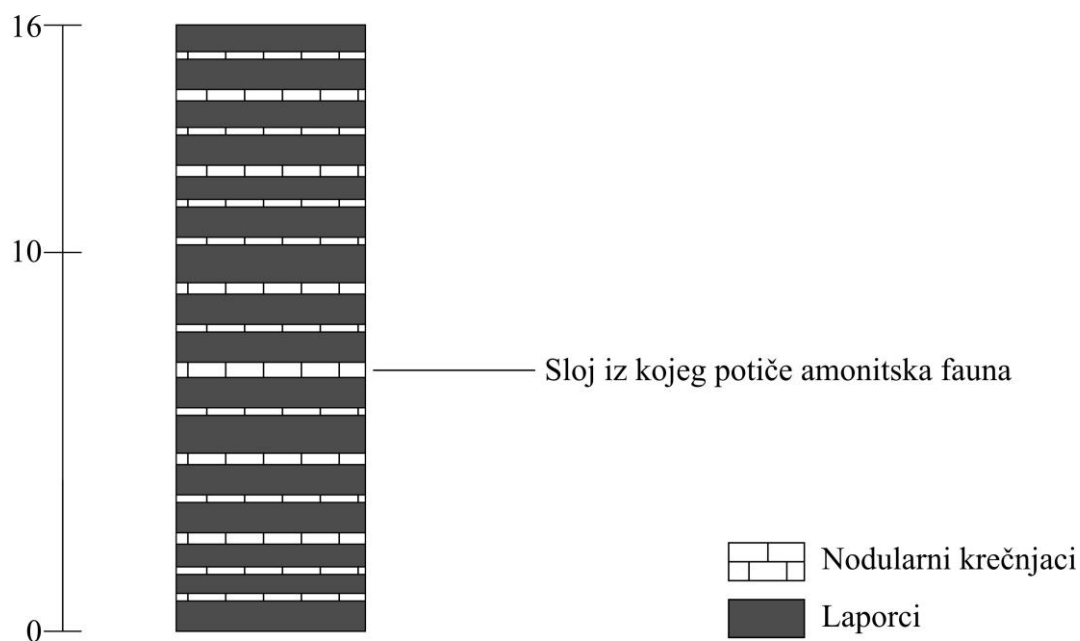 16
10
Sloj iz kojeg potiče amonitska fauna
Nodularni krečnjaci
Laporci
0